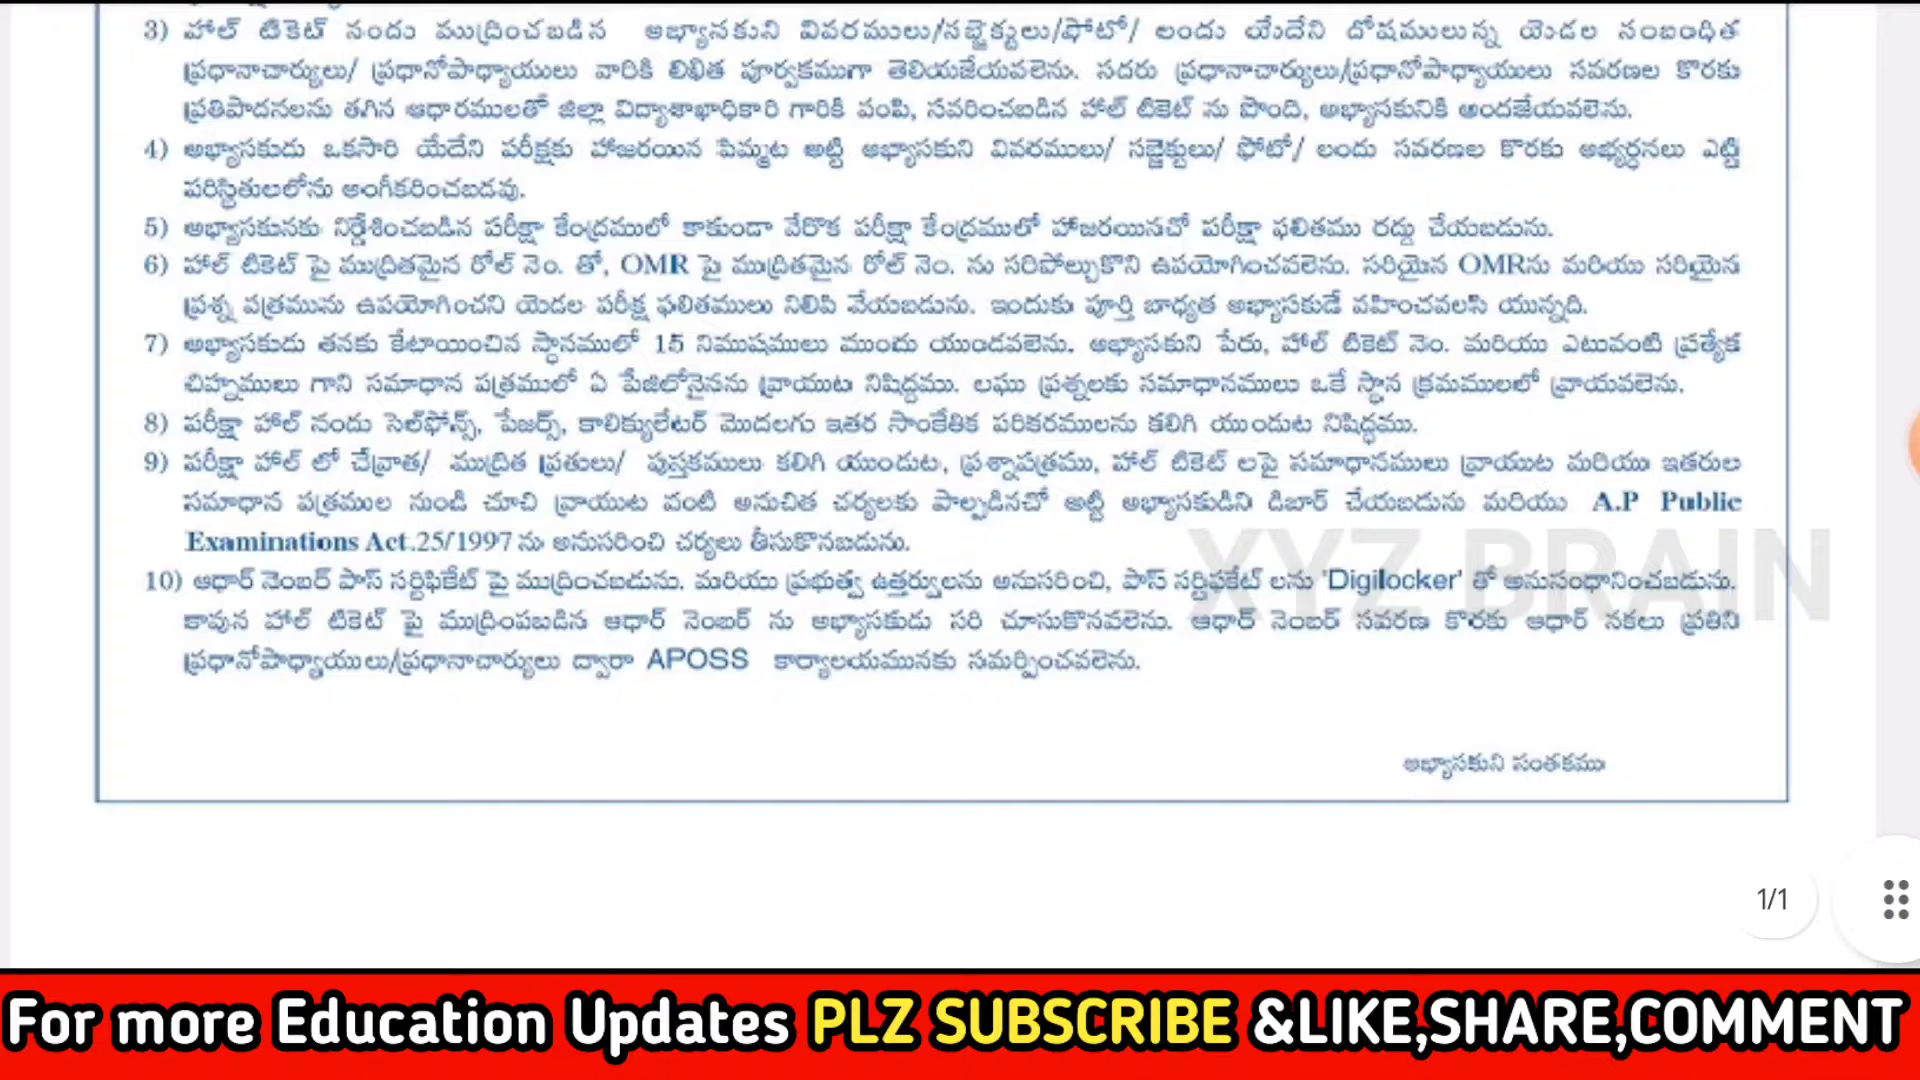 3) హాల్ టికెట్ నందు ముద్రించబడిన అభ్యాసకుని వివరములు/సబ్జెక్టులు/ఫోటో/ లందు యేదేని దోషములున్న యెడల సంబంధిత
ప్రధానాచార్యులు/ ప్రధానోపాధ్యాయులు వారికి లిఖిత పూర్వకముగా తెలియజేయవలెను. సదరు ప్రధానాచార్యులు/ప్రధానోపాధ్యాయులు సవరణల కొరకు
ప్రతిపాదనలను తగిన ఆధారములతో జిల్లా విద్యాశాఖాధికారి గారికి పంపి, సవరించబడిన హాల్ టికెట్ ను పొంది, అభ్యాసకునికి అందజేయవలెను.
4) అభ్యాసకుడు ఒకసారి యేదేని పరీక్షకు హాజరయిన పిమ్మట అట్టి అభ్యాసకుని వివరములు/ సబ్జెక్టులు/ ఫోటో/ లందు సవరణల కొరకు అభ్యర్ధనలు ఎట్టి
పరిస్థితులలోను అంగీకరించబడవు.
5) అభ్యాసకునకు నిర్దేశించబడిన పరీక్షా కేంద్రములో కాకుండా వేరొక పరీక్షా కేంద్రములో హాజరయినచో పరీక్షా ఫలితము రద్దు చేయబడును.
6) హాల్ టికెట్ పై ముద్రితమైన రోల్ నెం. తో, OMR పై ముద్రితమైన రోల్ నెం. ను సరిపోల్చుకొని ఉపయోగించవలెను. సరియైన OMRను మరియు సరియైన
ప్రశ్న పత్రమును ఉపయోగించని యెడల పరీక్ష ఫలితములు నిలిపి వేయబడును. ఇందుకు పూర్తి బాధ్యత అభ్యాసకుడే వహించవలసి యున్నది.
7) అభ్యాసకుడు తనకు కేటాయించిన స్థానములో 15 నిముషములు ముందు యుండవలెను. అభ్యాసకుని పేరు, హాల్ టికెట్ నెం. మరియు ఎటువంటి ప్రత్యేక
చిహ్నములు గాని సమాధాన పత్రములో ఏ పేజీలోనైనను వ్రాయుట నిషిద్దము. లఘు ప్రశ్నలకు సమాధానములు ఒకే స్థాన క్రమములలో వ్రాయవలెను.
8) పరీక్షా హాల్ నందు సెల్‌ఫోన్స్, పేజర్స్, కాలిక్యులేటర్ మొదలగు ఇతర సాంకేతిక పరికరములను కలిగి యుండుట నిషిద్ధము.
9) పరీక్షా హాల్ లో చేవ్రాత/ ముద్రిత ప్రతులు/ పుస్తకములు కలిగి యుండుట, ప్రశ్నాపత్రము, హాల్ టికెట్ లపై సమాధానములు వ్రాయుట మరియు ఇతరుల
సమాధాన పత్రముల నుండి చూచి వ్రాయుట వంటి అనుచిత చర్యలకు పాల్పడినచో అట్టి అభ్యాసకుడిని డిబార్ చేయబడును మరియు A.P Public
Examinations Act.25/1997 ను అనుసరించి చర్యలు తీసుకొనబడును.
XYZ BRAIN
10) ఆధార్ నెంబర్ పాస్ సర్టిఫికేట్ పై ముద్రించబడును. మరియు ప్రభుత్వ ఉత్తర్వులను అనుసరించి, పాస్ సర్టిఫికేట్ లను 'Digilocker' తో అనుసంధానించబడును.
కావున హాల్ టికెట్ పై ముద్రింపబడిన ఆధార్ నెంబర్ ను అభ్యాసకుడు సరి చూసుకొనవలెను. ఆధార్ నెంబర్ సవరణ కొరకు ఆధార్ నకలు ప్రతిని
ప్రధానోపాధ్యాయులు/ప్రధానాచార్యులు ద్వారా APOSS కార్యాలయమునకు సమర్పించవలెను.
అభ్యాసకుని సంతకము
1/1
For more Education Updates PLZ SUBSCRIBE &LIKE,SHARE,COMMENT